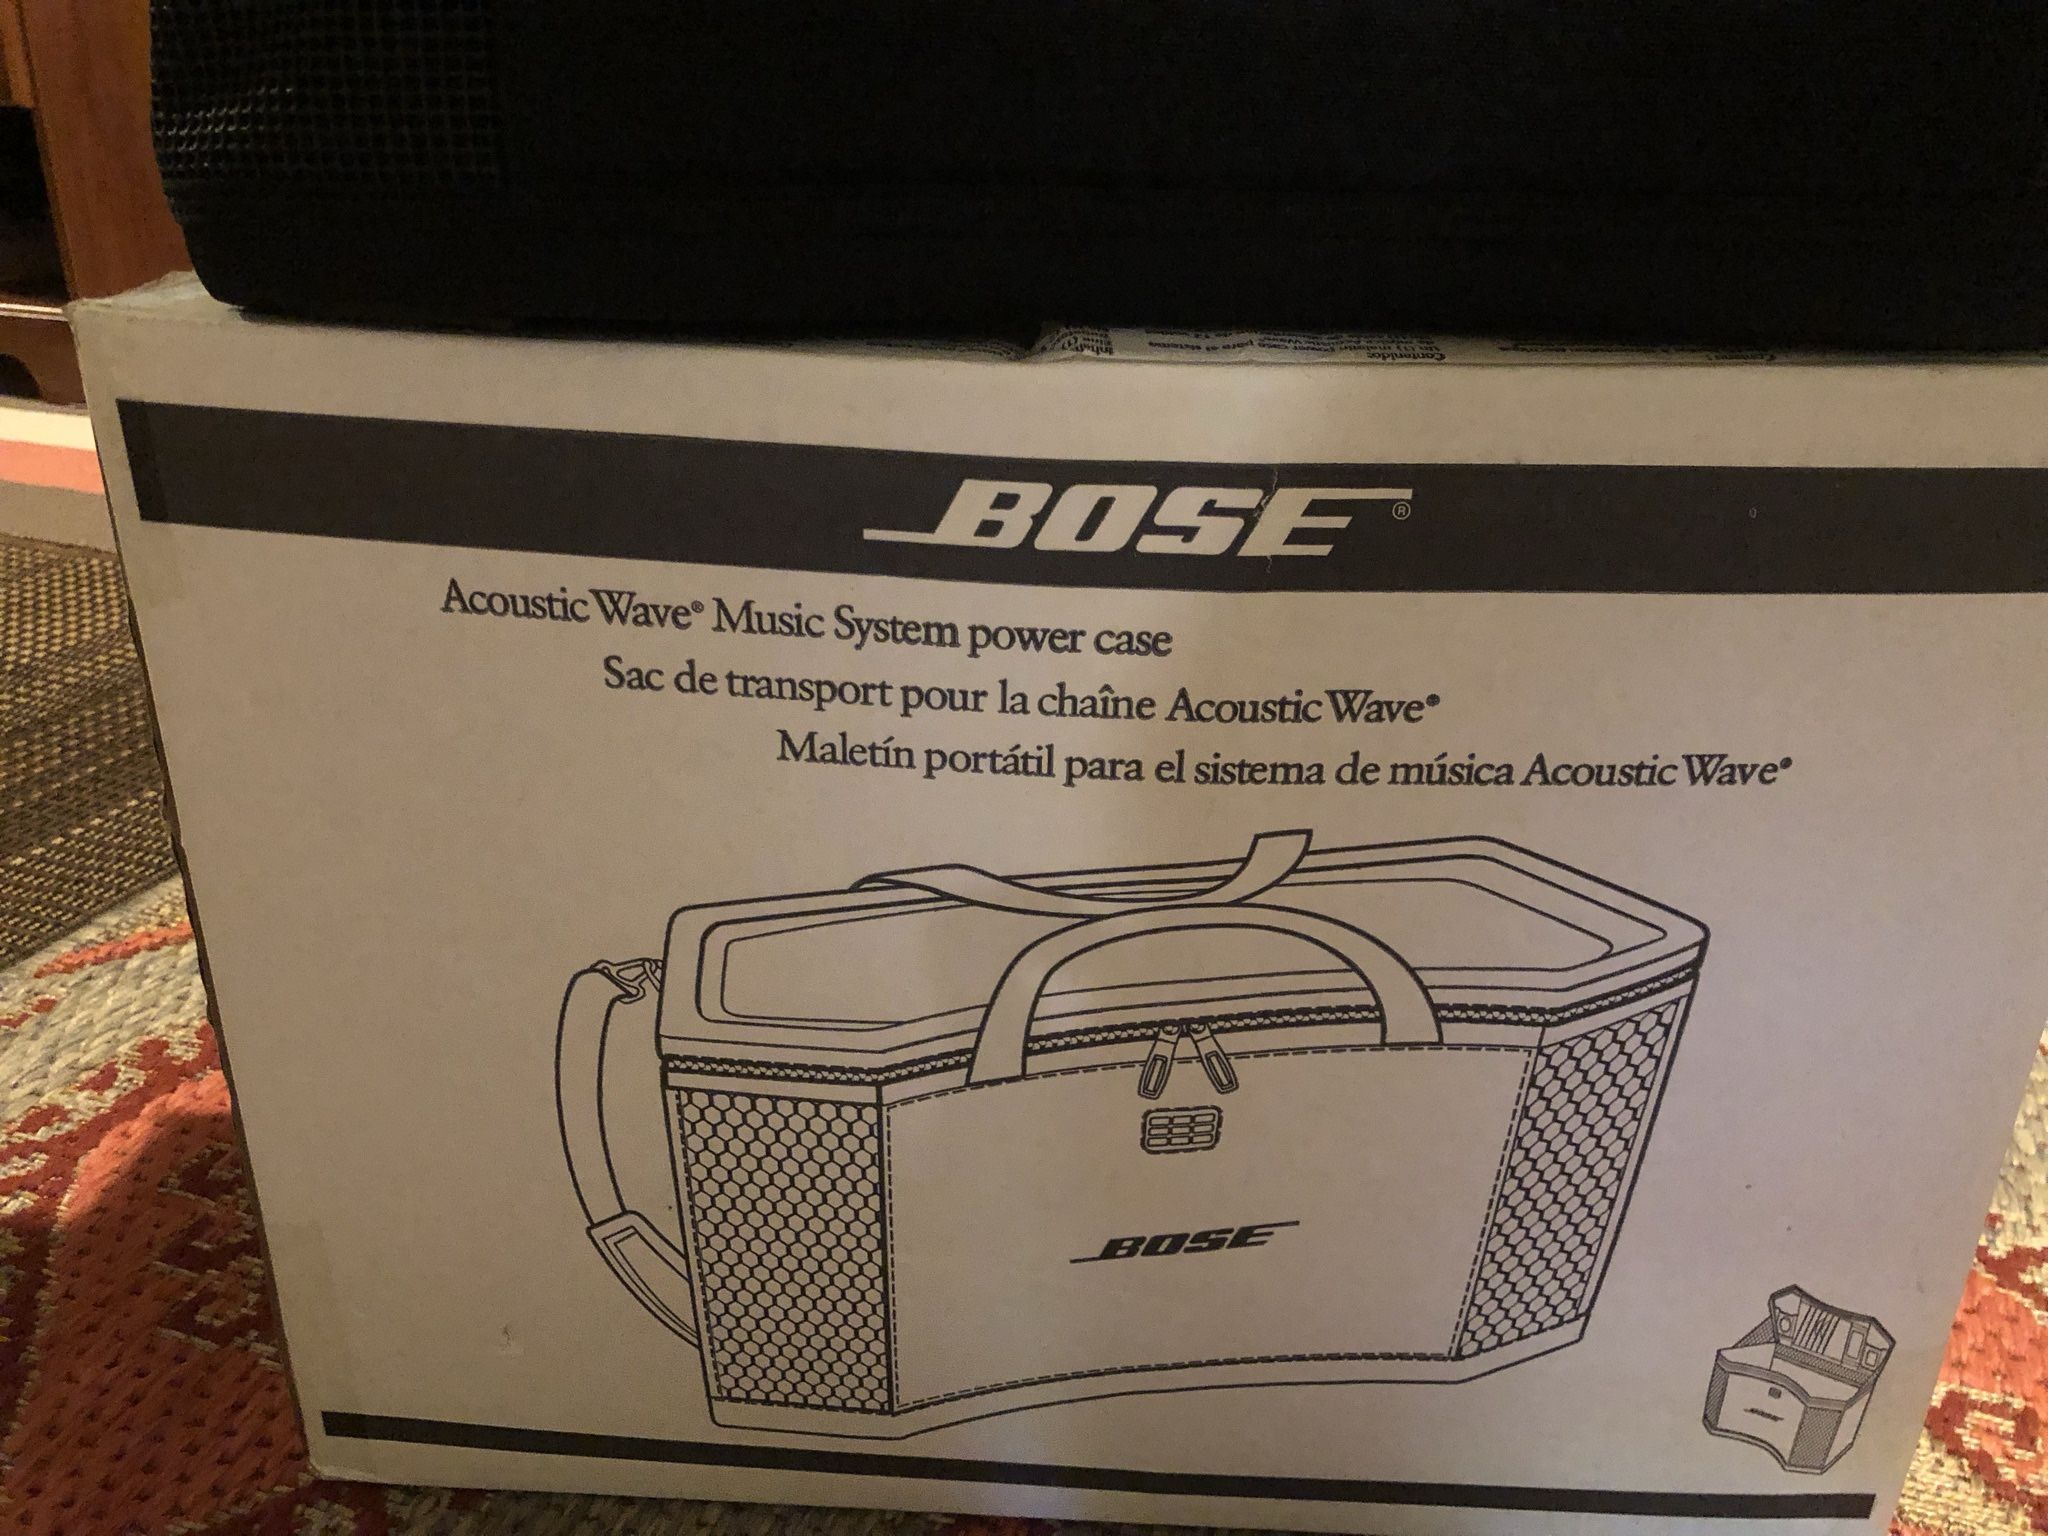 BOSE®
Acoustic Wave® Music System power case
Sac de transport pour la chaîne Acoustic Wave®
Maletín portátil para el sistema de música Acoustic Wave®
BOSE